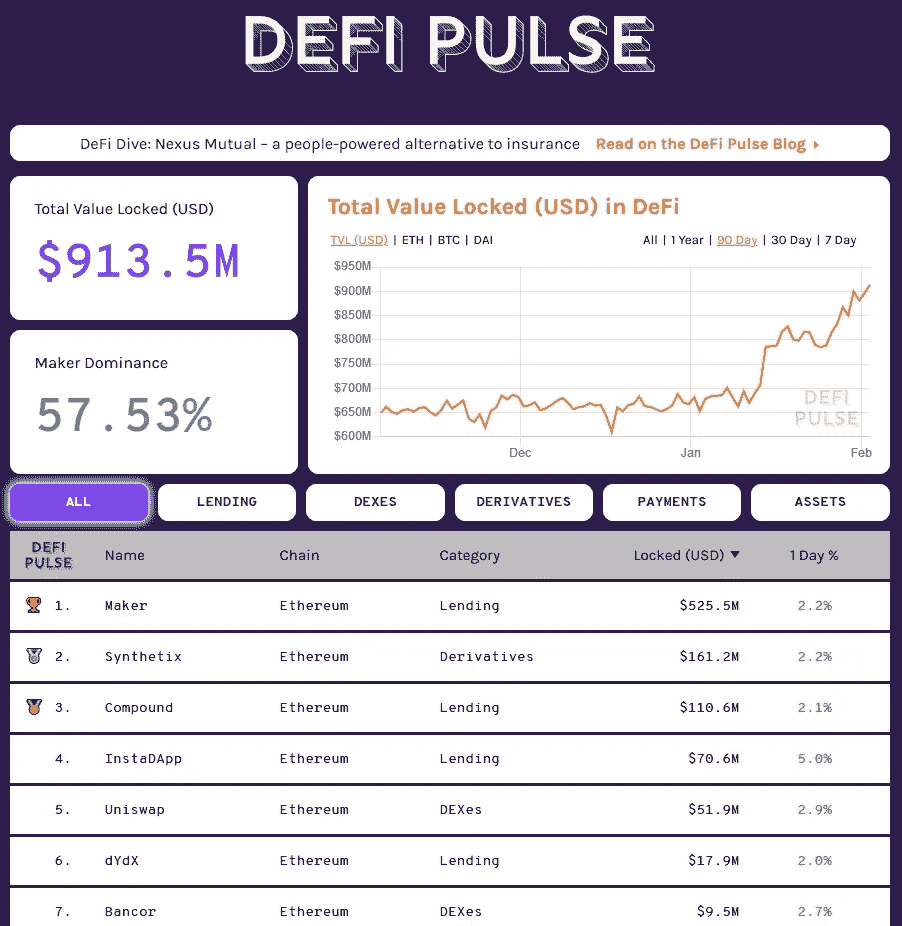 DEFI PULSE
DeFi Dive: Nexus Mutual – a people-powered alternative to insurance Read on the DeFi Pulse Blog
Total Value Locked (USD)
$913.5M
Maker Dominance
57.53%
Total Value Locked (USD) in DeFi
TVL (USD) | ETH | BTC | DAI All | 1 Year | 90 Day | 30 Day | 7 Day
$950M
$900M
$850M
$800M
$750M
$700M
$650M
$600M
DEFI
PULSE
Dec Jan Feb
ALL LENDING DEXES DERIVATIVES PAYMENTS ASSETS
DEFI
PULSE
Name Chain Category Locked (USD) ▼ 1 Day %
1. Maker Ethereum Lending $525.5M 2.2%
2. Synthetix Ethereum Derivatives $161.2M 2.2%
3. Compound Ethereum Lending $110.6M 2.1%
4. InstaDApp Ethereum Lending $70.6M 5.0%
5. Uniswap Ethereum DEXes $51.9M 2.9%
6. dYdX Ethereum Lending $17.9M 2.0%
7. Bancor Ethereum DEXes $9.5M 2.7%